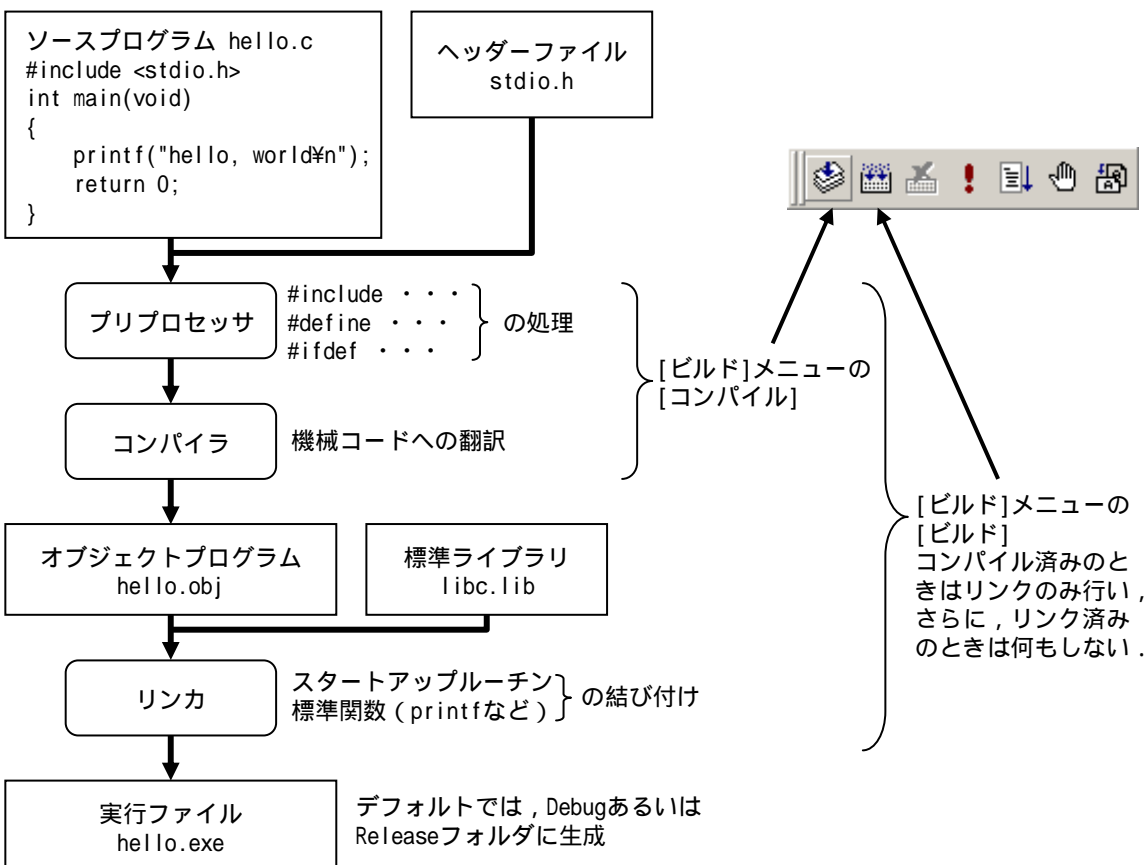 ソースプログラム hello.c
#include <stdio.h>
int main(void)
{
printf("hello, world¥n");
return 0;
}
ヘッダーファイル
stdio.h
プリプロセッサ
#include ・・・
#define ・・・
#ifdef ・・・
の処理
[ビルド]メニューの
[コンパイル]
コンパイラ
機械コードへの翻訳
[ビルド]メニューの
[ビルド]
コンパイル済みのと
きはリンクのみ行い，
さらに，リンク済み
のときは何もしない．
オブジェクトプログラム
hello.obj
標準ライブラリ
libc.lib
リンカ
スタートアップルーチン
標準関数（printfなど）
の結び付け
実行ファイル
hello.exe
デフォルトでは，Debugあるいは
Releaseフォルダに生成